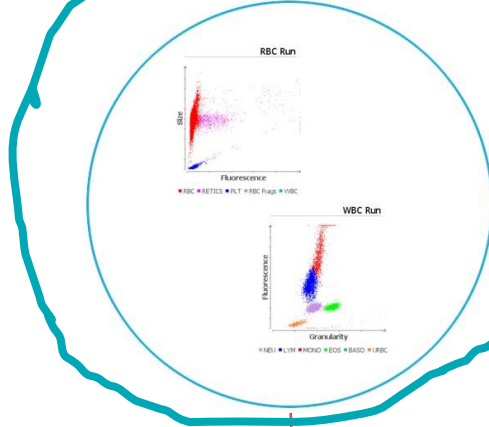 RBC Run
Size
Fluorescence
RBC RETICS PLT RBC Frags WBC
WBC Run
Fluorescence
Granularity
NEU LYM MONO EOS BASO URBC